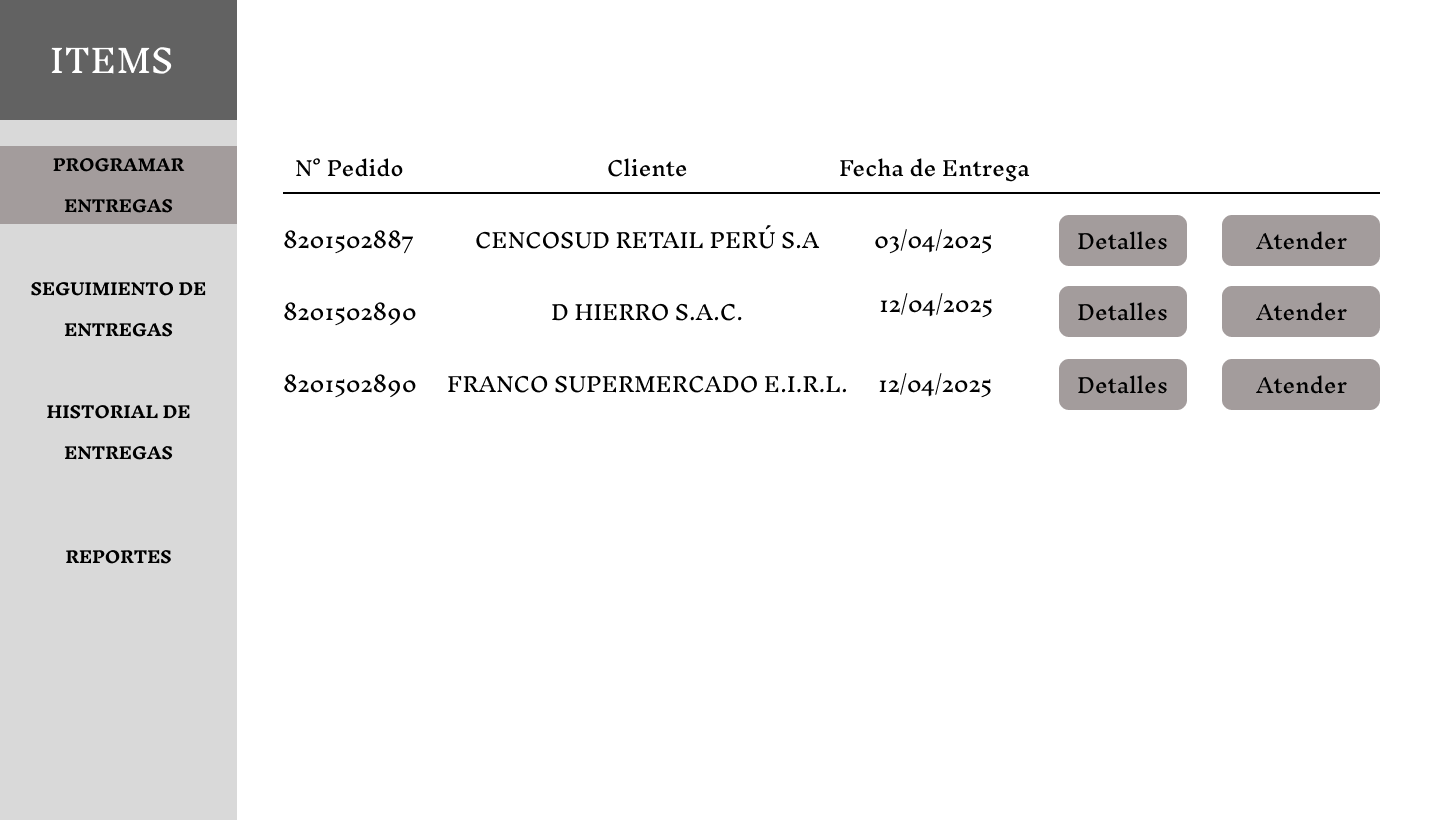 ITEMS
PROGRAMAR
ENTREGAS
SEGUIMIENTO DE
ENTREGAS
HISTORIAL DE
ENTREGAS
REPORTES
N° Pedido Cliente Fecha de Entrega
8201502887 CENCOSUD RETAIL PERÚ S.A 03/04/2025 Detalles Atender
8201502890 D HIERRO S.A.C. 12/04/2025 Detalles Atender
8201502890 FRANCO SUPERMERCADO E.I.R.L. 12/04/2025 Detalles Atender